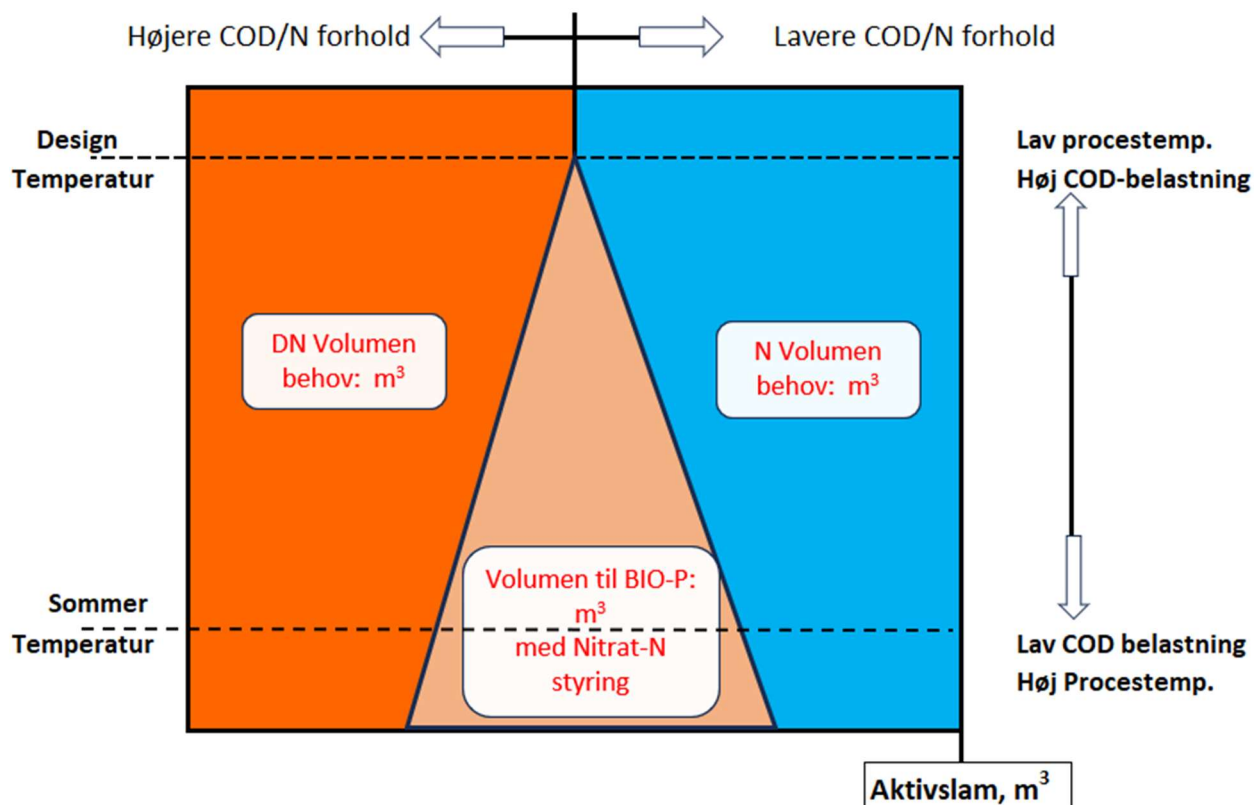 Højere COD/N forhold
Lavere COD/N forhold
Design
Temperatur
Lav procestemp.
Høj COD-belastning
DN Volumen
behov: m³
N Volumen
behov: m³
Volumen til BIO-P:
m³
med Nitrat-N
styring
Sommer
Temperatur
Lav COD belastning
Høj Procestemp.
Aktivslam, m³